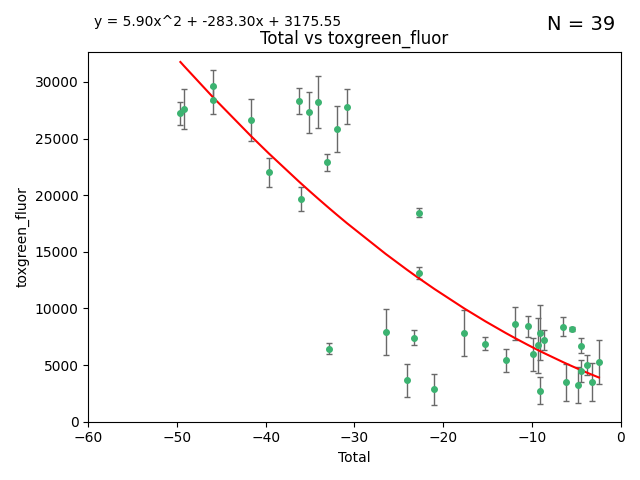 y = 5.90x^2 + -283.30x + 3175.55
N = 39
Total vs toxgreen_fluor
30000
25000
20000
15000
10000
5000
0
toxgreen_fluor
−60 −50 −40 −30 −20 −10 0
Total